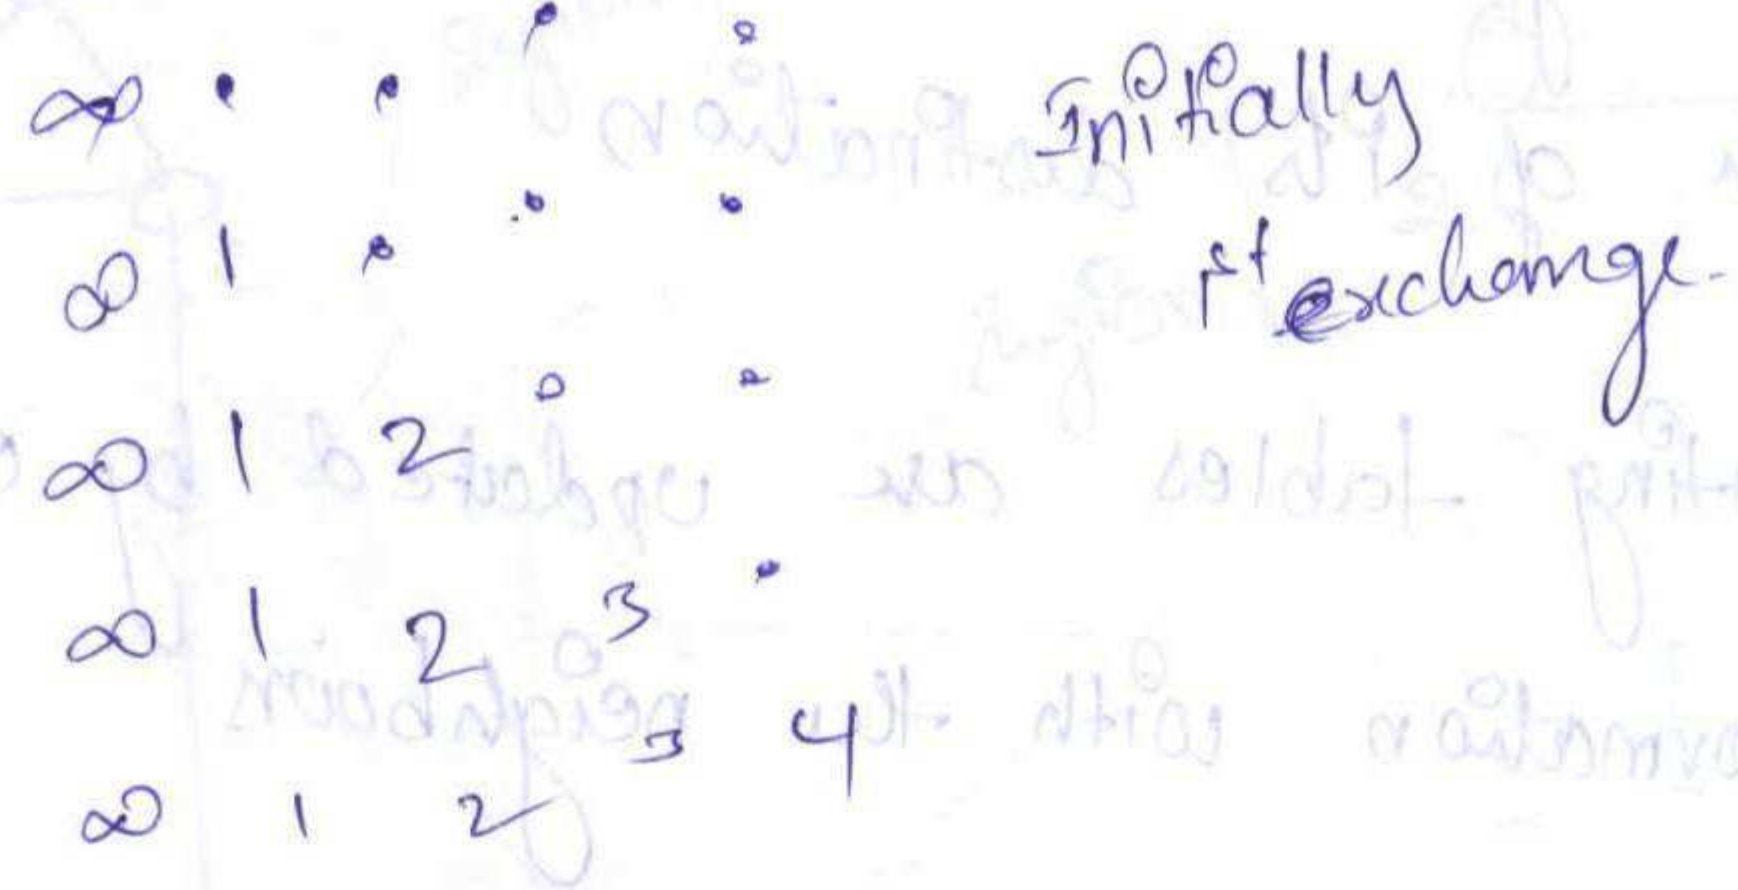 ∞ • • • • Initially
∞ 1 • • • 1st exchange.
∞ 1 2 • •
∞ 1 2 3 •
∞ 1 2 3 4